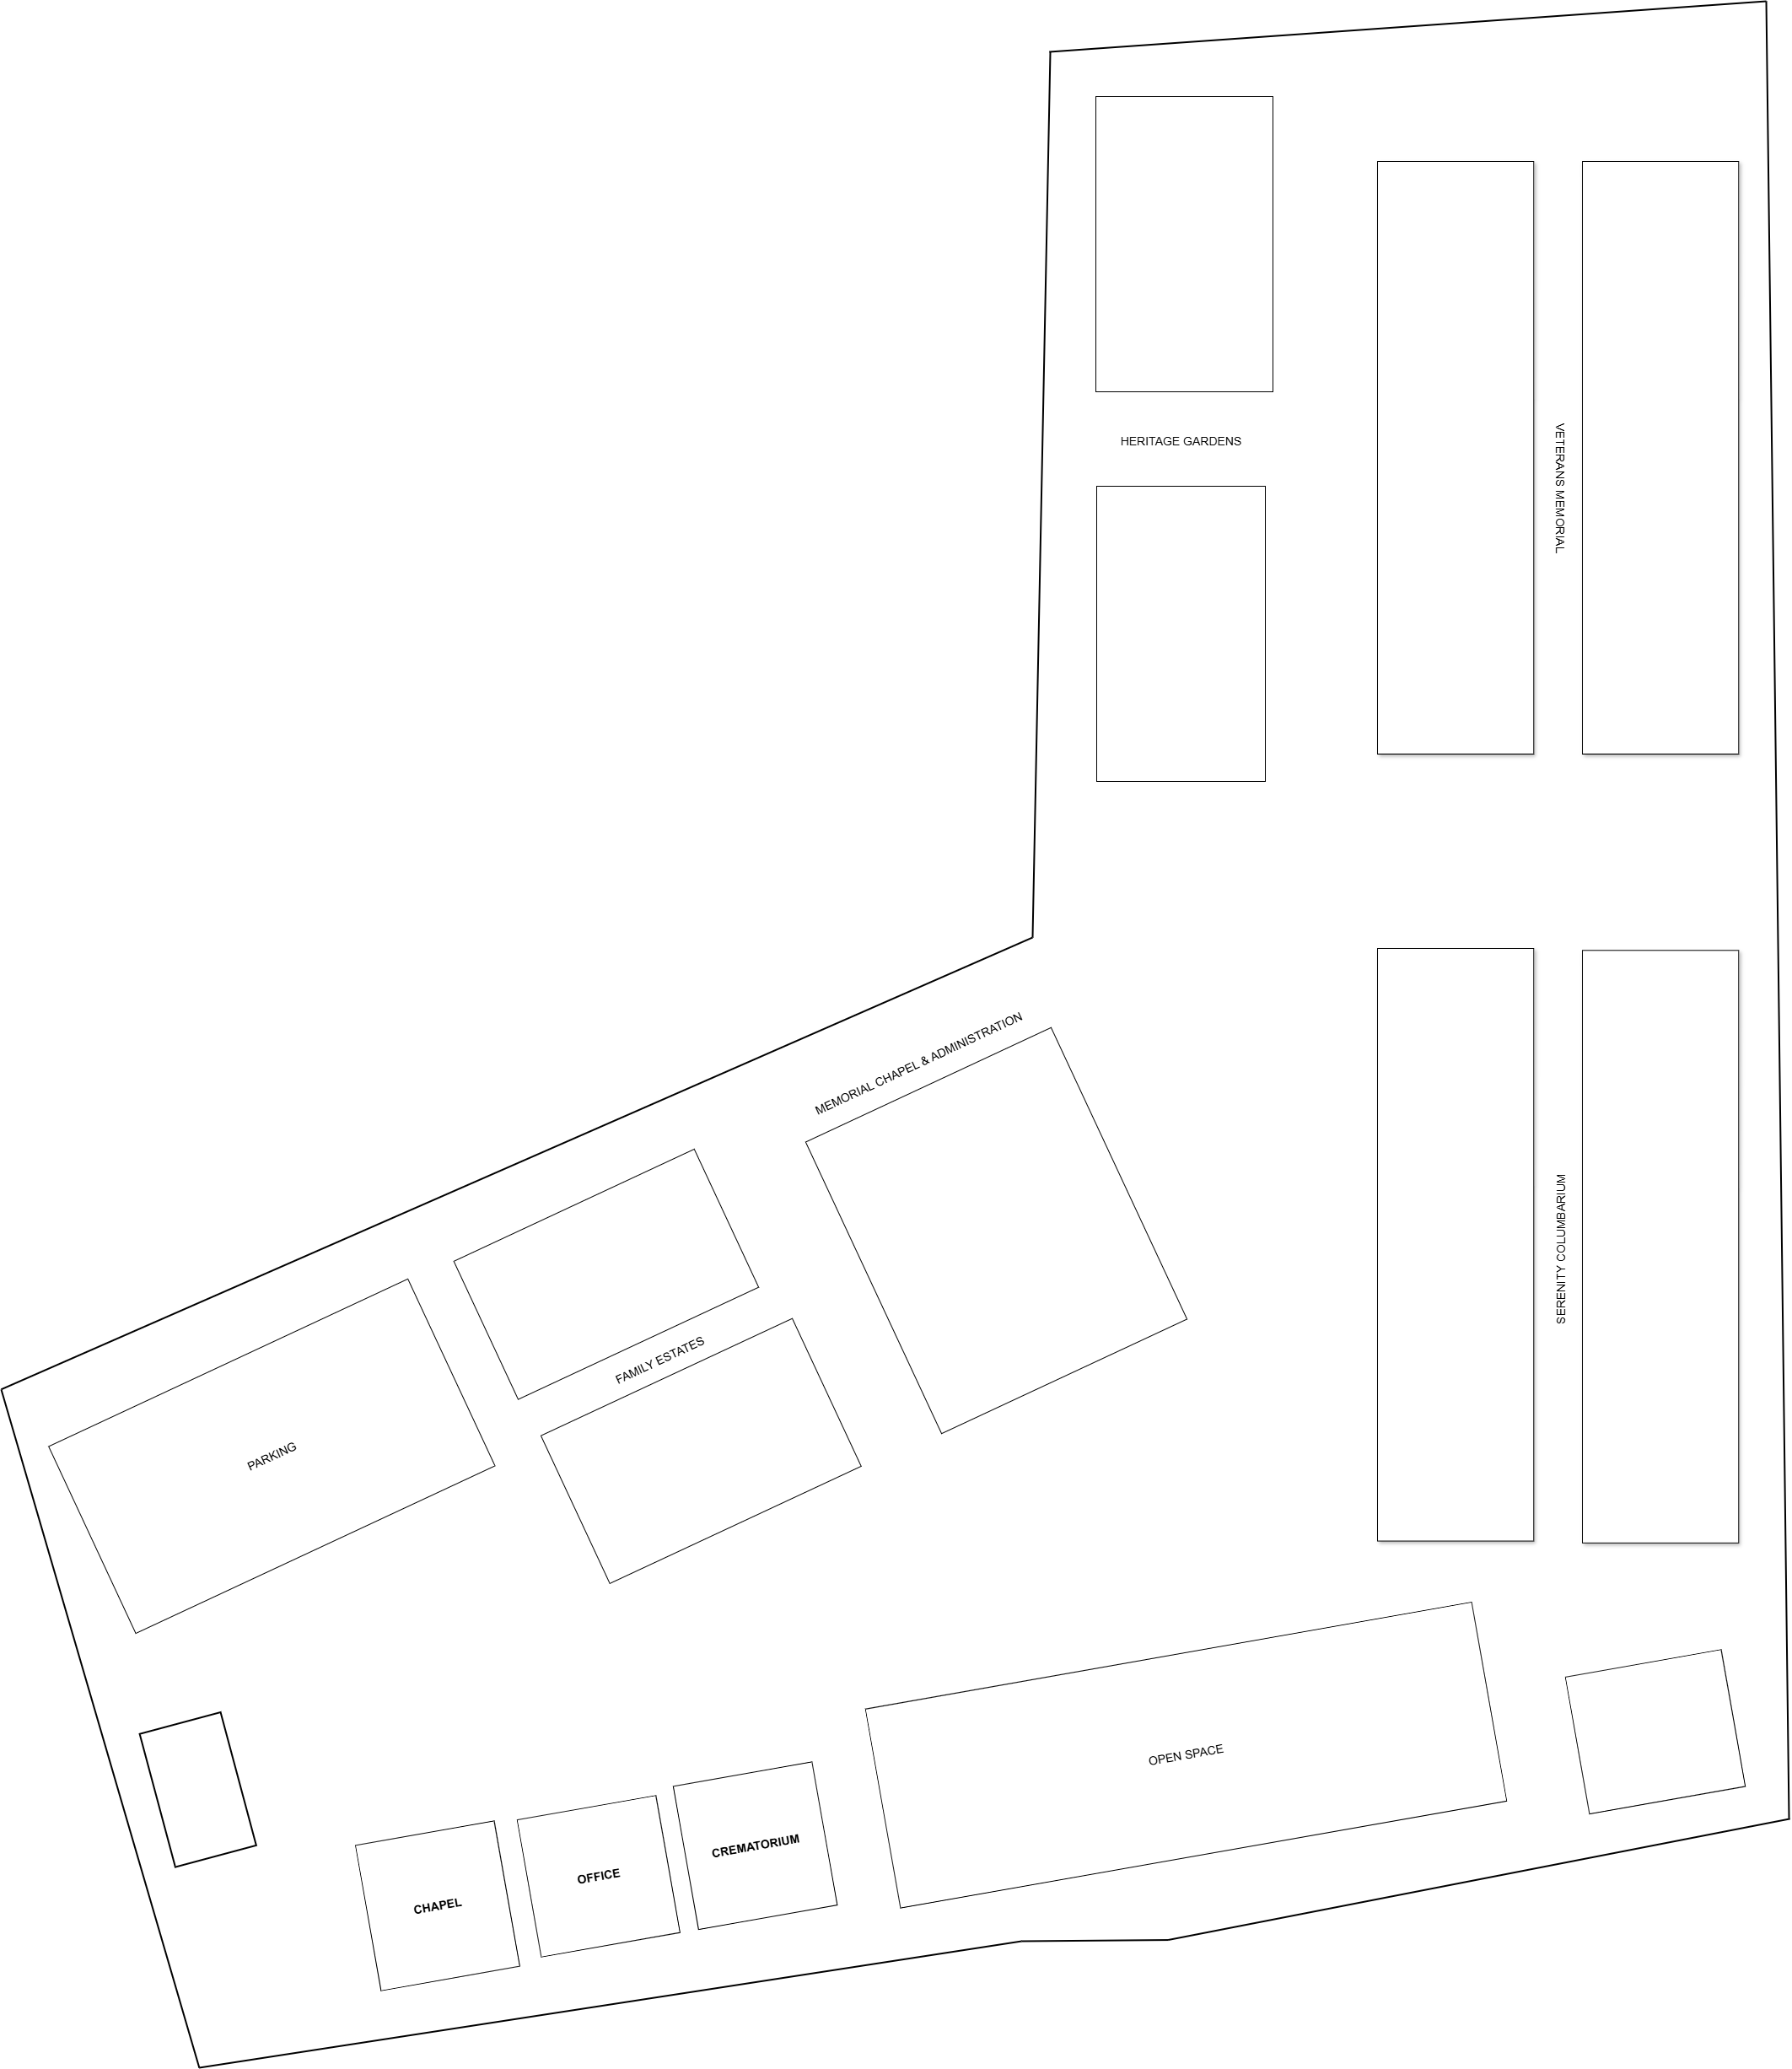 HERITAGE GARDENS
VETERANS MEMORIAL
MEMORIAL CHAPEL & ADMINISTRATION
SERENITY COLUMBARIUM
FAMILY ESTATES
PARKING
OPEN SPACE
CREMATORIUM
OFFICE
CHAPEL